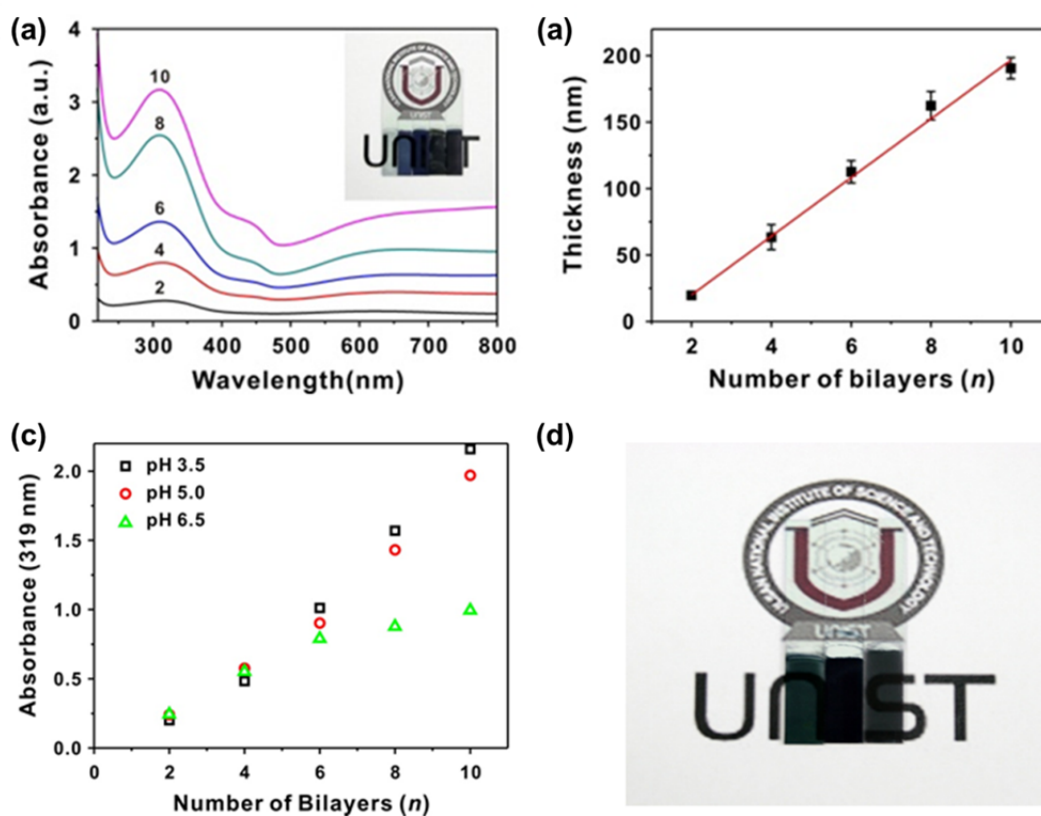 (a)
Absorbance (a.u.)
4
3
2
1
0
10
8
6
4
2
300 400 500 600 700 800
Wavelength(nm)
UNIST
UNIST
(a)
Thickness (nm)
200
150
100
50
0
2 4 6 8 10
Number of bilayers (n)
(c)
Absorbance (319 nm)
2.0
1.5
1.0
0.5
0.0
pH 3.5
pH 5.0
pH 6.5
0 2 4 6 8 10
Number of Bilayers (n)
(d)
ULSAN NATIONAL INSTITUTE OF SCIENCE AND TECHNOLOGY
UNIST
UNIST